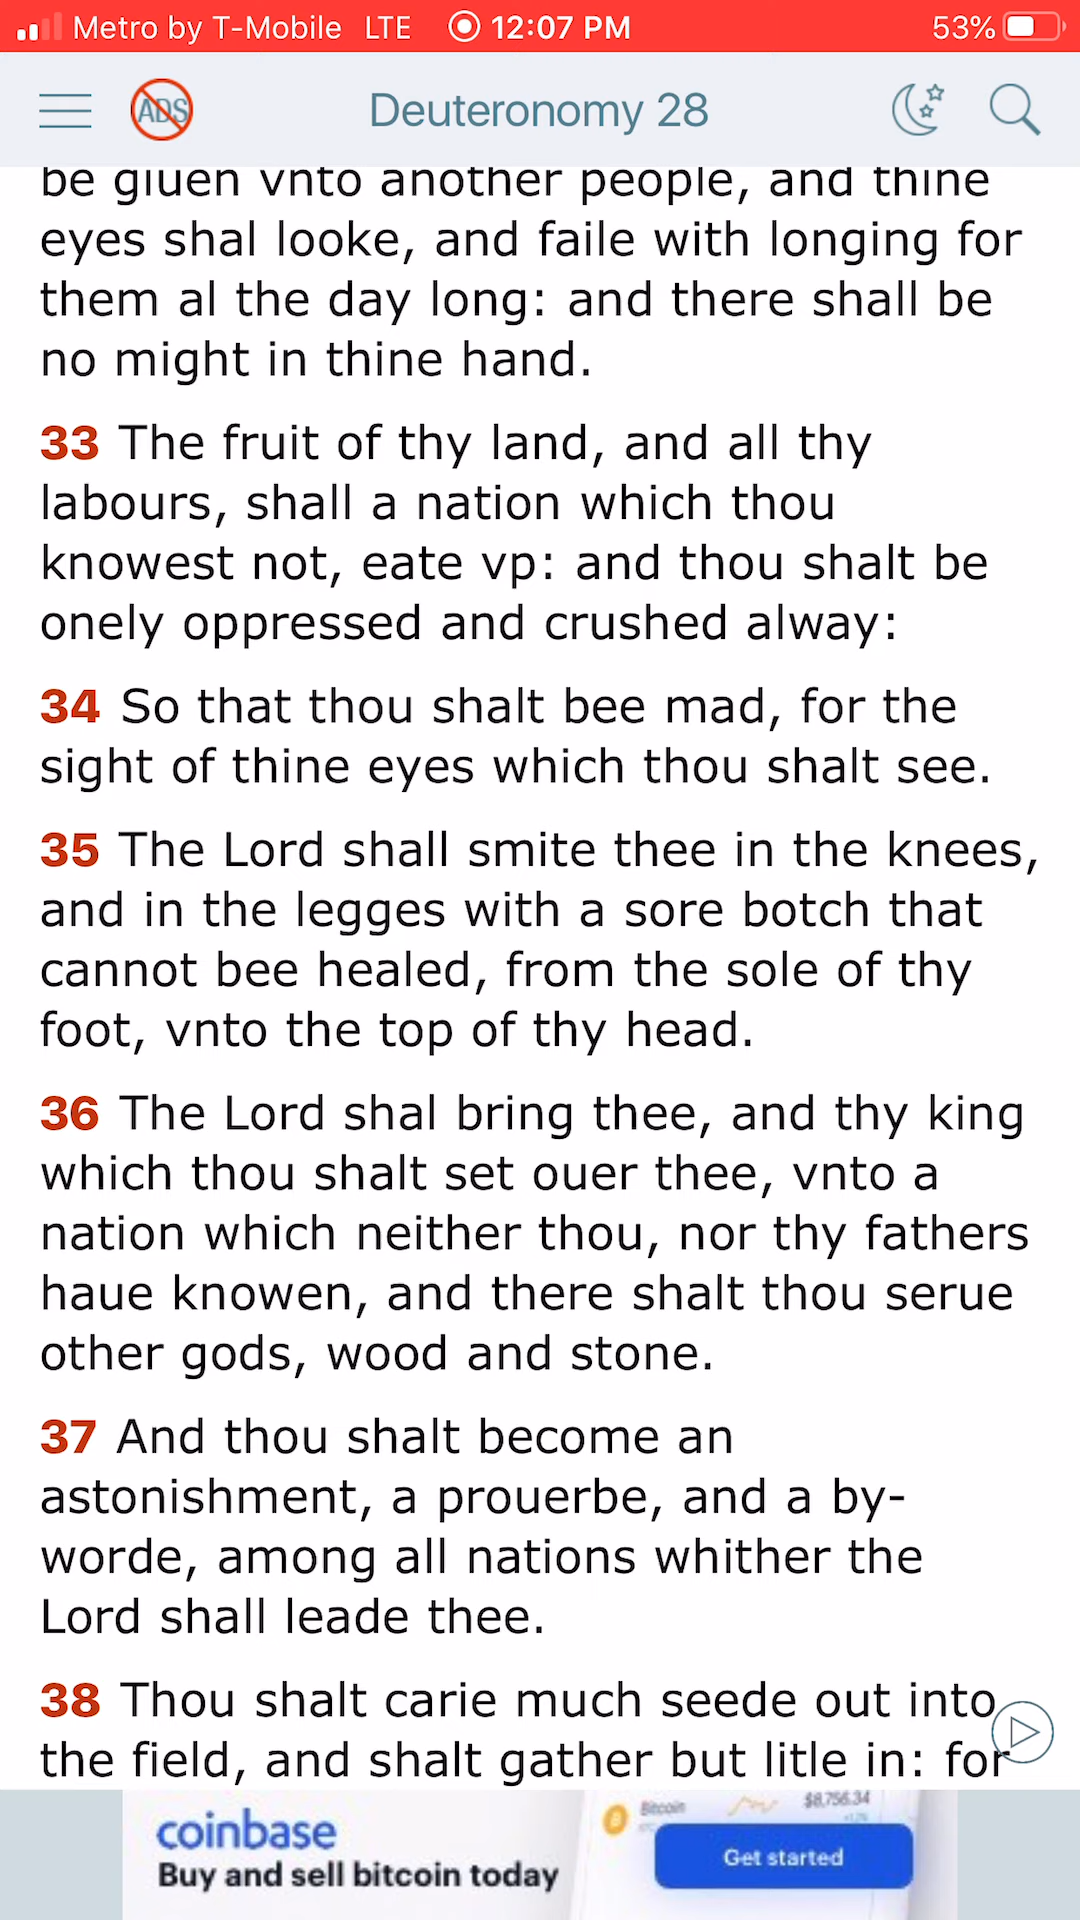 Metro by T-Mobile LTE 12:07 PM 53%
ADS Deuteronomy 28
be giuen vnto another people, and thine
eyes shal looke, and faile with longing for
them al the day long: and there shall be
no might in thine hand.
33 The fruit of thy land, and all thy
labours, shall a nation which thou
knowest not, eate vp: and thou shalt be
onely oppressed and crushed alway:
34 So that thou shalt bee mad, for the
sight of thine eyes which thou shalt see.
35 The Lord shall smite thee in the knees,
and in the legges with a sore botch that
cannot bee healed, from the sole of thy
foot, vnto the top of thy head.
36 The Lord shal bring thee, and thy king
which thou shalt set ouer thee, vnto a
nation which neither thou, nor thy fathers
haue knowen, and there shalt thou serue
other gods, wood and stone.
37 And thou shalt become an
astonishment, a prouerbe, and a by-
worde, among all nations whither the
Lord shall leade thee.
38 Thou shalt carie much seede out into
the field, and shalt gather but litle in: for
coinbase
Buy and sell bitcoin today
Bitcoin $8,756.34
Get started